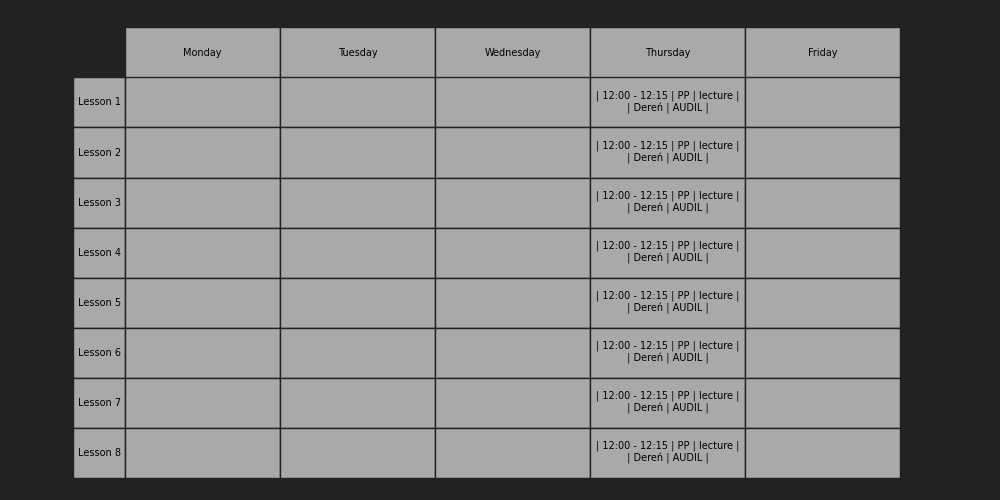 Monday Tuesday Wednesday Thursday Friday
Lesson 1 | 12:00 - 12:15 | PP | lecture |
| Dereń | AUDIL |
Lesson 2 | 12:00 - 12:15 | PP | lecture |
| Dereń | AUDIL |
Lesson 3 | 12:00 - 12:15 | PP | lecture |
| Dereń | AUDIL |
Lesson 4 | 12:00 - 12:15 | PP | lecture |
| Dereń | AUDIL |
Lesson 5 | 12:00 - 12:15 | PP | lecture |
| Dereń | AUDIL |
Lesson 6 | 12:00 - 12:15 | PP | lecture |
| Dereń | AUDIL |
Lesson 7 | 12:00 - 12:15 | PP | lecture |
| Dereń | AUDIL |
Lesson 8 | 12:00 - 12:15 | PP | lecture |
| Dereń | AUDIL |